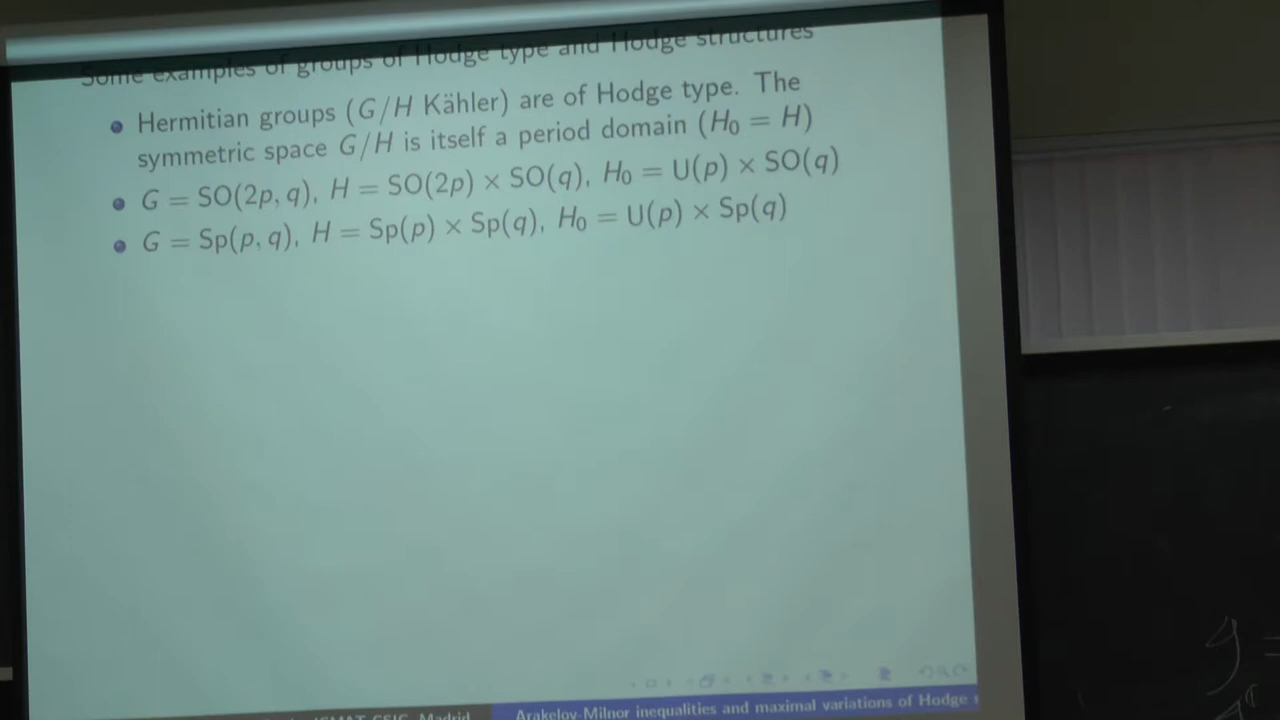 Some examples of groups of Hodge type and Hodge structures
Hermitian groups (G/H Kähler) are of Hodge type. The
symmetric space G/H is itself a period domain (H₀ = H)
G = SO(2p, q), H = SO(2p) × SO(q), H₀ = U(p) × SO(q)
G = Sp(p, q), H = Sp(p) × Sp(q), H₀ = U(p) × Sp(q)
Madrid
Arakelov-Milnor inequalities and maximal variations of Hodge